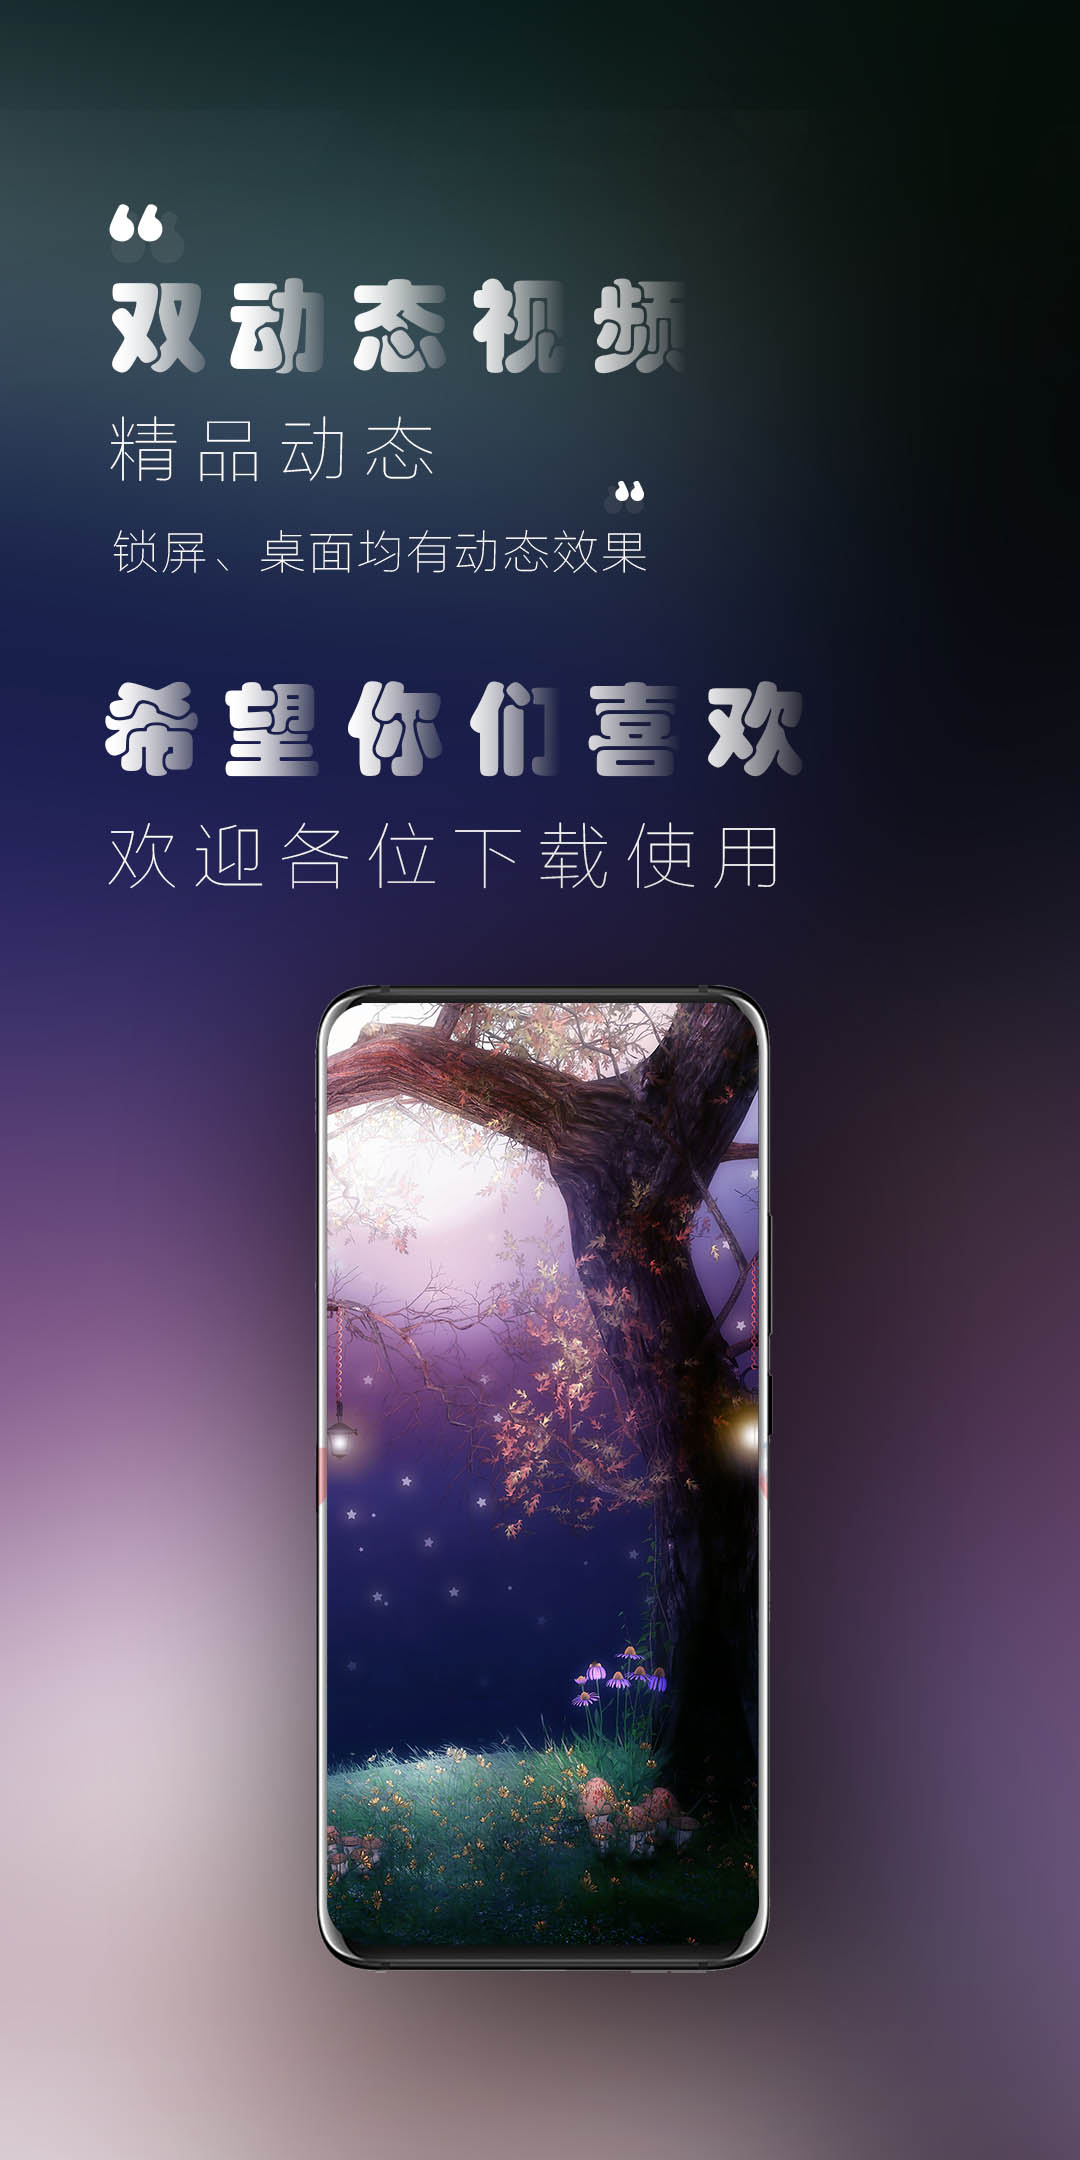 双动态视频
精品动态
锁屏、桌面均有动态效果
希望你们喜欢
欢迎各位下载使用